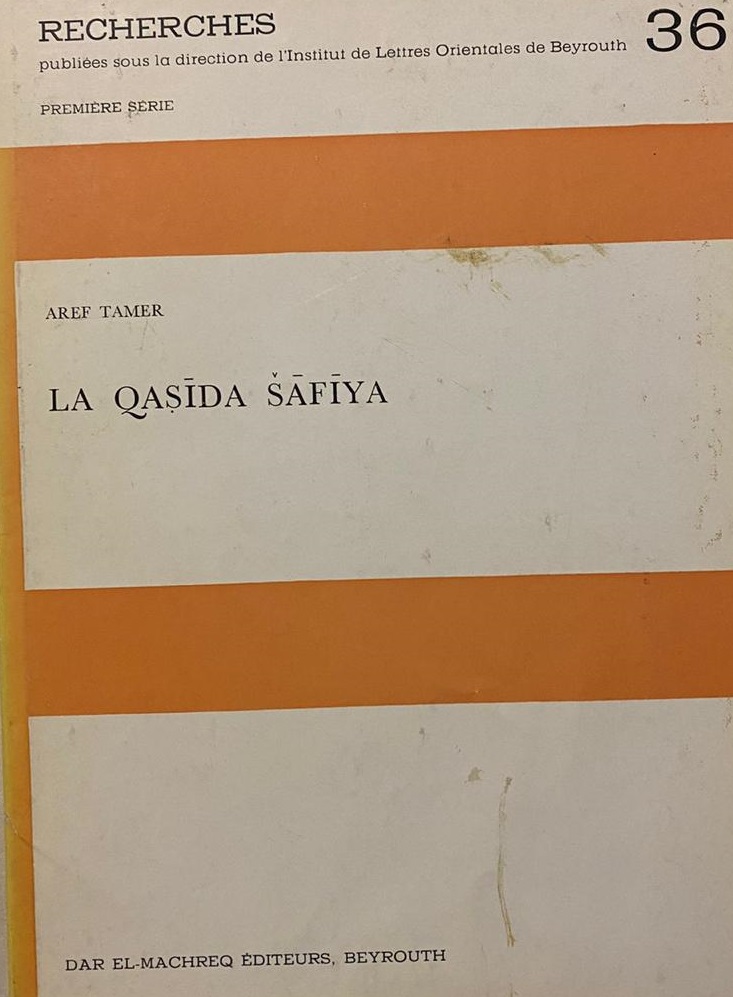 RECHERCHES
publiées sous la direction de l'Institut de Lettres Orientales de Beyrouth
36
PREMIÈRE SÉRIE
AREF TAMER
LA QAṢĪDA ŠĀFĪYA
DAR EL-MACHREQ ÉDITEURS, BEYROUTH